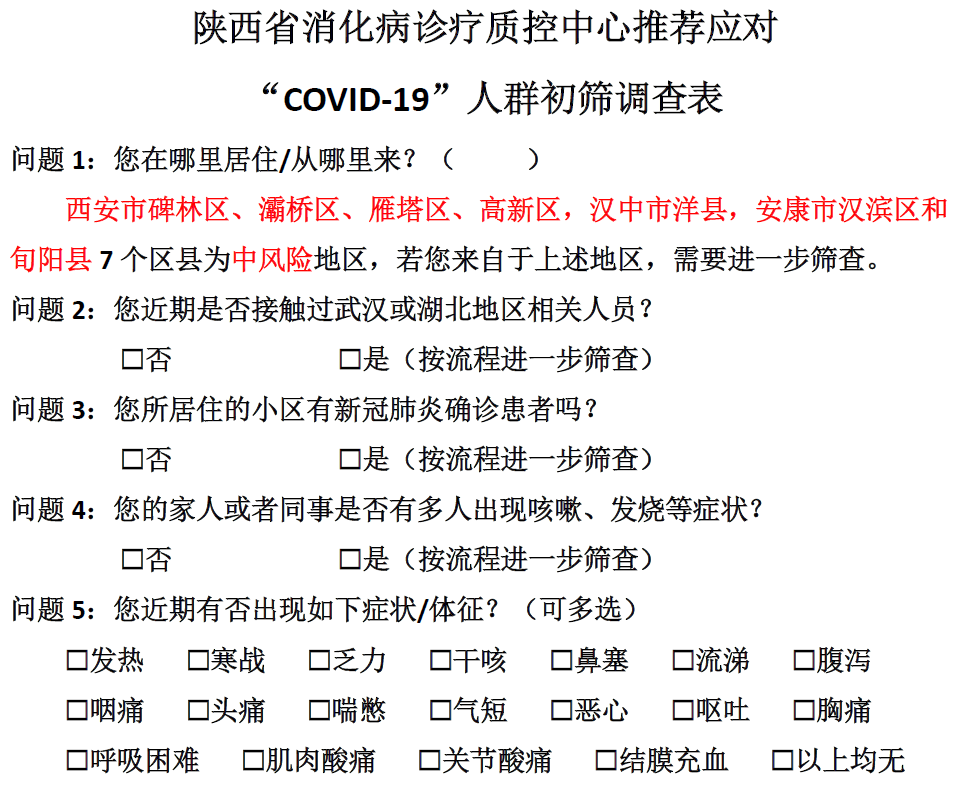 陕西省消化病诊疗质控中心推荐应对
“COVID-19”人群初筛调查表
问题 1：您在哪里居住/从哪里来？（ ）
西安市碑林区、灞桥区、雁塔区、高新区，汉中市洋县，安康市汉滨区和
旬阳县 7 个区县为中风险地区，若您来自于上述地区，需要进一步筛查。
问题 2：您近期是否接触过武汉或湖北地区相关人员？
□否 □是（按流程进一步筛查）
问题 3：您所居住的小区有新冠肺炎确诊患者吗？
□否 □是（按流程进一步筛查）
问题 4：您的家人或者同事是否有多人出现咳嗽、发烧等症状？
□否 □是（按流程进一步筛查）
问题 5：您近期有否出现如下症状/体征？（可多选）
□发热 □寒战 □乏力 □干咳 □鼻塞 □流涕 □腹泻
□咽痛 □头痛 □喘憋 □气短 □恶心 □呕吐 □胸痛
□呼吸困难 □肌肉酸痛 □关节酸痛 □结膜充血 □以上均无